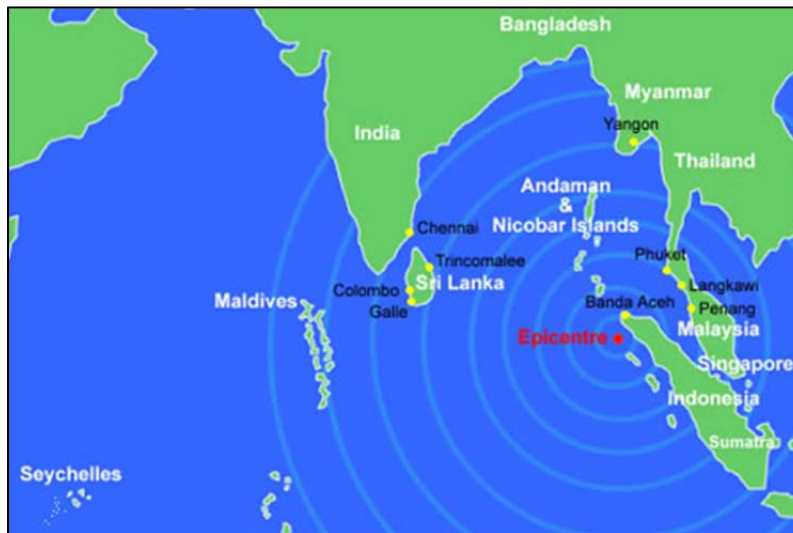 Bangladesh
Myanmar
India
Yangon
Thailand
Andaman
&
Nicobar Islands
Chennai
Phuket
Trincomalee
Sri Lanka
Colombo
Galle
Langkawi
Maldives
Banda Aceh
Penang
Malaysia
Epicentre
Singapore
Indonesia
Sumatra
Seychelles